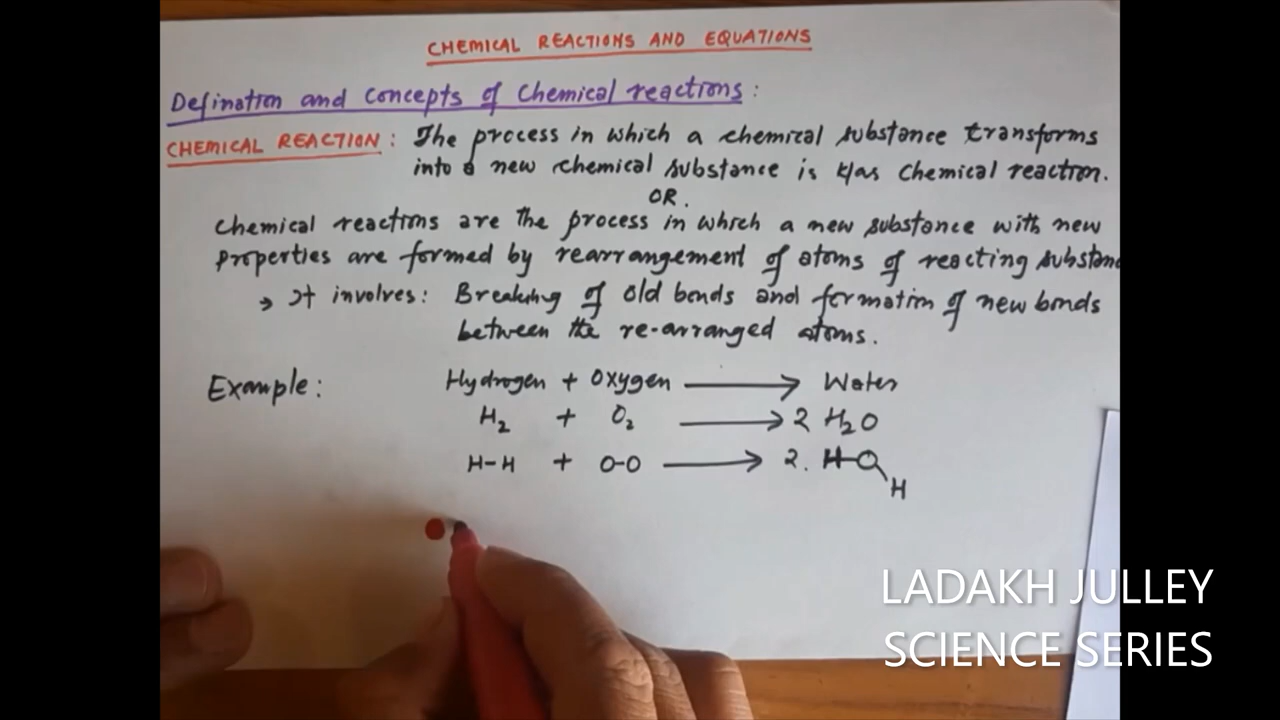 CHEMICAL REACTIONS AND EQUATIONS
Defination and concepts of Chemical reactions :
CHEMICAL REACTION : The process in which a chemical substance transforms
into a new chemical substance is k/as Chemical reaction.
OR.
Chemical reactions are the process in which a new substance with new
properties are formed by rearrangement of atoms of reacting substanc
→ It involves : Breaking of old bonds and formation of new bonds
between the re-arranged atoms.
Example : Hydrogen + Oxygen ⟶ Water
H₂ + O₂ ⟶ 2 H₂O
H-H + O-O ⟶ 2. H-O
H
LADAKH JULLEY
SCIENCE SERIES